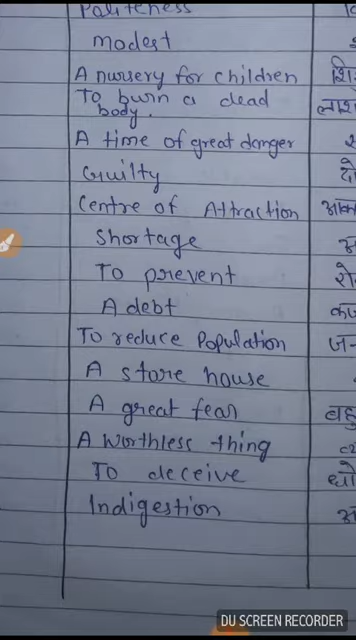 Politeness
modest
A nursery for children
To burn a dead
body.
A time of great danger
Guilty
Centre of Attraction
Shortage
To prevent
A debt
To reduce Population
A store house
A great fear
A worthless thing
To deceive
Indigestion
DU SCREEN RECORDER